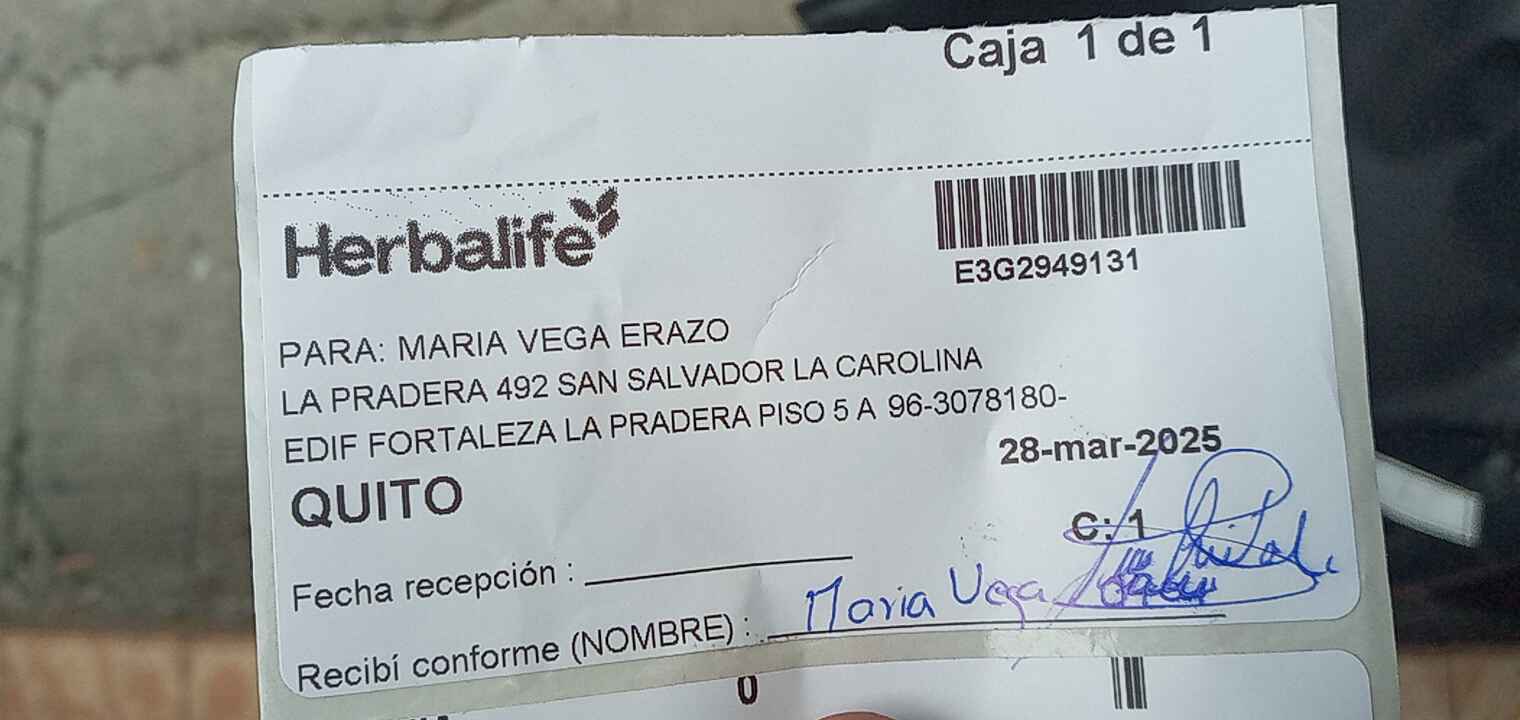 Caja 1 de 1
Herbalife
E3G2949131
PARA: MARIA VEGA ERAZO
LA PRADERA 492 SAN SALVADOR LA CAROLINA
EDIF FORTALEZA LA PRADERA PISO 5 A 96-3078180-
28-mar-2025
QUITO
C: 1
Fecha recepción :
Recibí conforme (NOMBRE) : Maria Vega
0